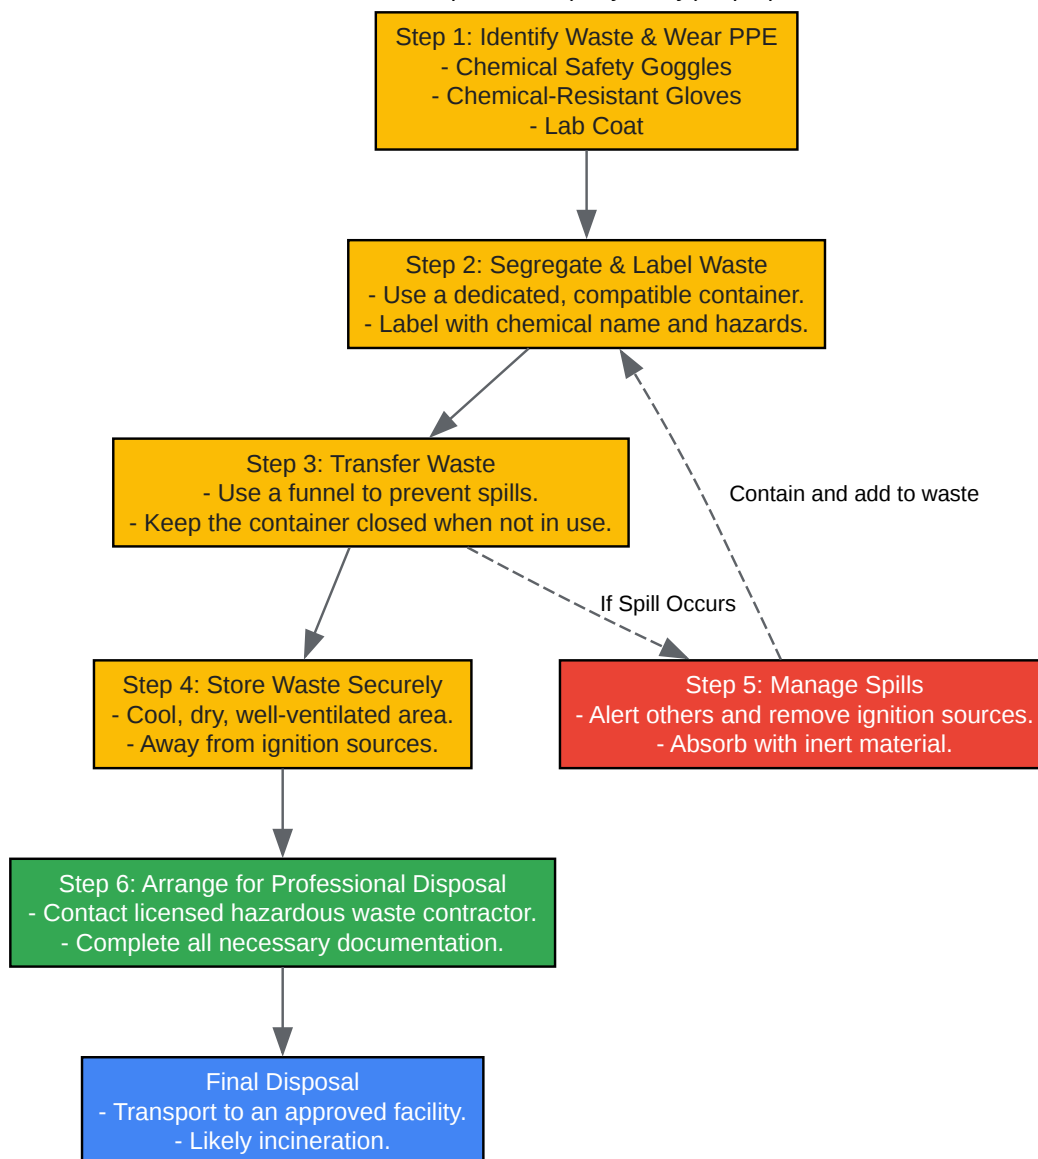 Step 1: Identify Waste & Wear PPE
- Chemical Safety Goggles
- Chemical-Resistant Gloves
- Lab Coat
Step 2: Segregate & Label Waste
- Use a dedicated, compatible container.
- Label with chemical name and hazards.
Step 3: Transfer Waste
- Use a funnel to prevent spills.
- Keep the container closed when not in use.
Contain and add to waste
If Spill Occurs
Step 4: Store Waste Securely
- Cool, dry, well-ventilated area.
- Away from ignition sources.
Step 5: Manage Spills
- Alert others and remove ignition sources.
- Absorb with inert material.
Step 6: Arrange for Professional Disposal
- Contact licensed hazardous waste contractor.
- Complete all necessary documentation.
Final Disposal
- Transport to an approved facility.
- Likely incineration.